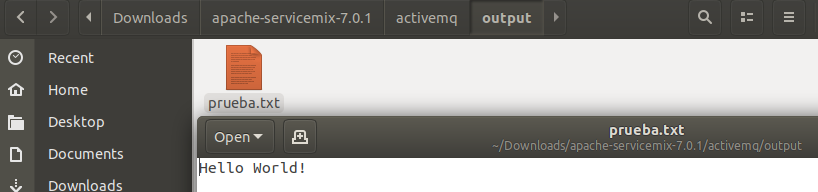 Downloads apache-servicemix-7.0.1 activemq output
Recent
Home
prueba.txt
Desktop
Open
prueba.txt
~/Downloads/apache-servicemix-7.0.1/activemq/output
Documents
Hello World!
Downloads